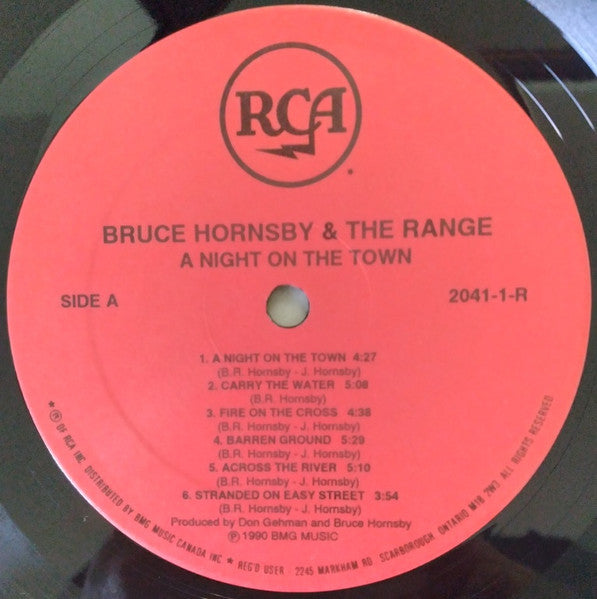 RCA
BRUCE HORNSBY & THE RANGE
A NIGHT ON THE TOWN
SIDE A
2041-1-R
1. A NIGHT ON THE TOWN 4:27
(B.R. Hornsby - J. Hornsby)
2. CARRY THE WATER 5:08
(B.R. Hornsby)
3. FIRE ON THE CROSS 4:38
(B.R. Hornsby - J. Hornsby)
4. BARREN GROUND 5:29
(B.R. Hornsby - J. Hornsby)
5. ACROSS THE RIVER 5:10
(B.R. Hornsby - J. Hornsby)
6. STRANDED ON EASY STREET 3:54
(B.R. Hornsby - J. Hornsby)
Produced by Don Gehman and Bruce Hornsby
Ⓟ 1990 BMG MUSIC
* ® OF RCA INC. DISTRIBUTED BY BMG MUSIC CANADA INC * REG'D USER - 2245 MARKHAM RD. SCARBOROUGH, ONTARIO M1B 2W3 ALL RIGHTS RESERVED